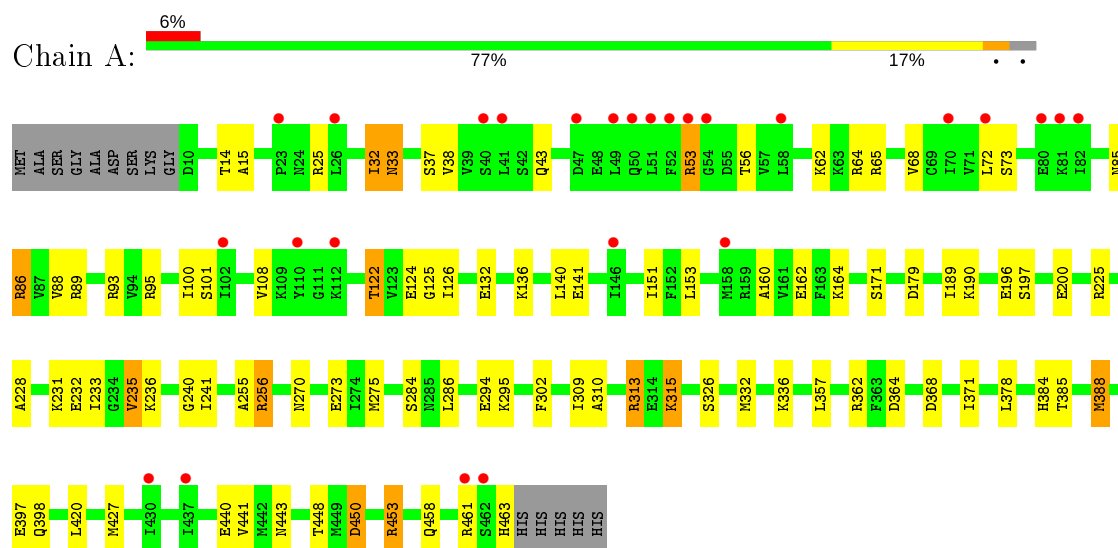 6%
Chain A:
77%
17%
•
•
MET ALA SER GLY ALA ASP SER LYS GLY D10 T14 A15 P23 N24 R25 L26 I32 N33 S37 V38 V39 S40 L41 S42 Q43 D47 E48 L49 Q50 L51 F52 R53 G54 D55 T56 V57 L58 K62 K63 R64 R65 V68 C69 I70 V71 L72 S73 E80 K81 I82 N85
R86 V87 V88 R89 R93 V94 R95 I100 S101 I102 V108 K109 Y110 G111 K112 T122 V123 E124 G125 I126 E132 K136 L140 E141 I146 I151 F152 L153 M158 R159 A160 V161 E162 F163 K164 S171 D179 I189 K190 E196 S197 E200 R225
A228 K231 E232 I233 G234 V235 K236 G240 I241 A255 R256 N270 E273 I274 M275 S284 N285 L286 E294 K295 F302 I309 A310 R313 E314 K315 S326 M332 K336 L357 R362 F363 D364 D368 I371 L378 H384 T385 M388
E397 Q398 L420 M427 I430 I437 E440 V441 M442 N443 T448 M449 D450 R453 Q458 R461 S462 H463 HIS HIS HIS HIS HIS